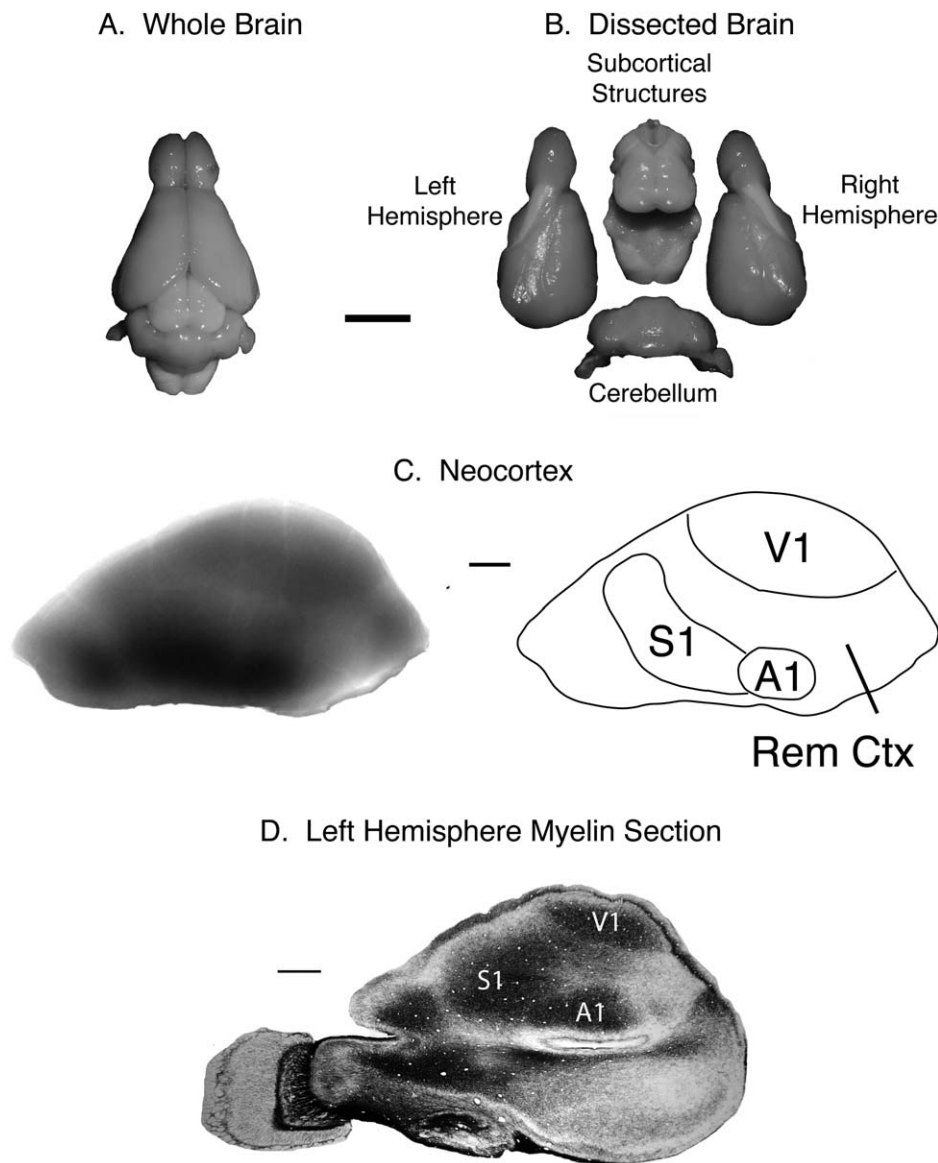 A. Whole Brain
B. Dissected Brain
Subcortical
Structures
Left
Hemisphere
Right
Hemisphere
Cerebellum
C. Neocortex
V1
S1
A1
Rem Ctx
D. Left Hemisphere Myelin Section
V1
S1
A1